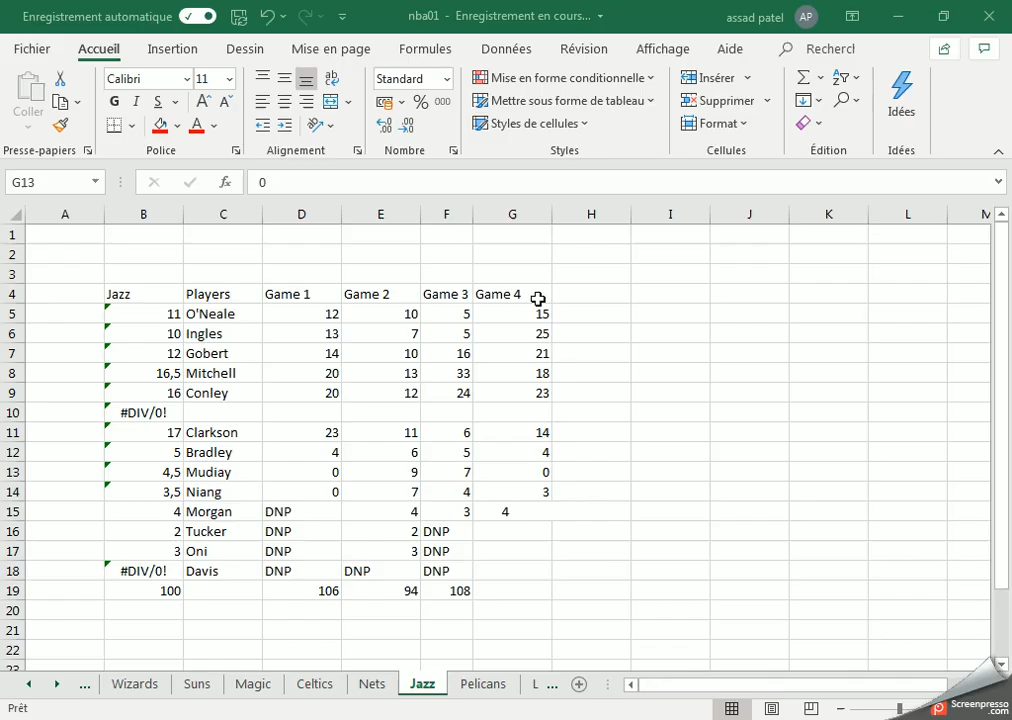 Enregistrement automatique nba01 - Enregistrement en cours... assad patel AP
Fichier Accueil Insertion Dessin Mise en page Formules Données Révision Affichage Aide Recherch
Coller Calibri 11 Standard Mise en forme conditionnelle Insérer Idées
G I S % 000 Mettre sous forme de tableau Supprimer
Styles de cellules Format
Presse-papiers Police Alignement Nombre Styles Cellules Édition Idées
G13 fx 0
A B C D E F G H I J K L M
1
2
3
4 Jazz Players Game 1 Game 2 Game 3 Game 4
5 11 O'Neale 12 10 5 15
6 10 Ingles 13 7 5 25
7 12 Gobert 14 10 16 21
8 16,5 Mitchell 20 13 33 18
9 16 Conley 20 12 24 23
10 #DIV/0!
11 17 Clarkson 23 11 6 14
12 5 Bradley 4 6 5 4
13 4,5 Mudiay 0 9 7 0
14 3,5 Niang 0 7 4 3
15 4 Morgan DNP 4 3 4
16 2 Tucker DNP 2 DNP
17 3 Oni DNP 3 DNP
18 #DIV/0! Davis DNP DNP DNP
19 100 106 94 108
20
21
22
23
... Wizards Suns Magic Celtics Nets Jazz Pelicans L ...
Prêt
Screenpresso
.com